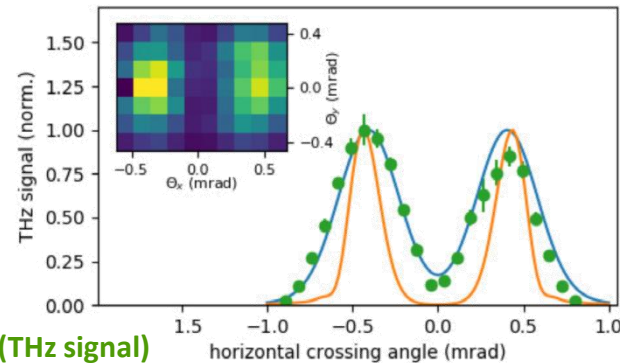 1.50
1.25
1.00
0.75
0.50
0.25
0.00
THz signal (norm.)
0.4
0.0
−0.4
Θy (mrad)
−0.5 0.0 0.5
Θx (mrad)
1.5 −1.0 −0.5 0.0 0.5 1.0
(THz signal)
horizontal crossing angle (mrad)